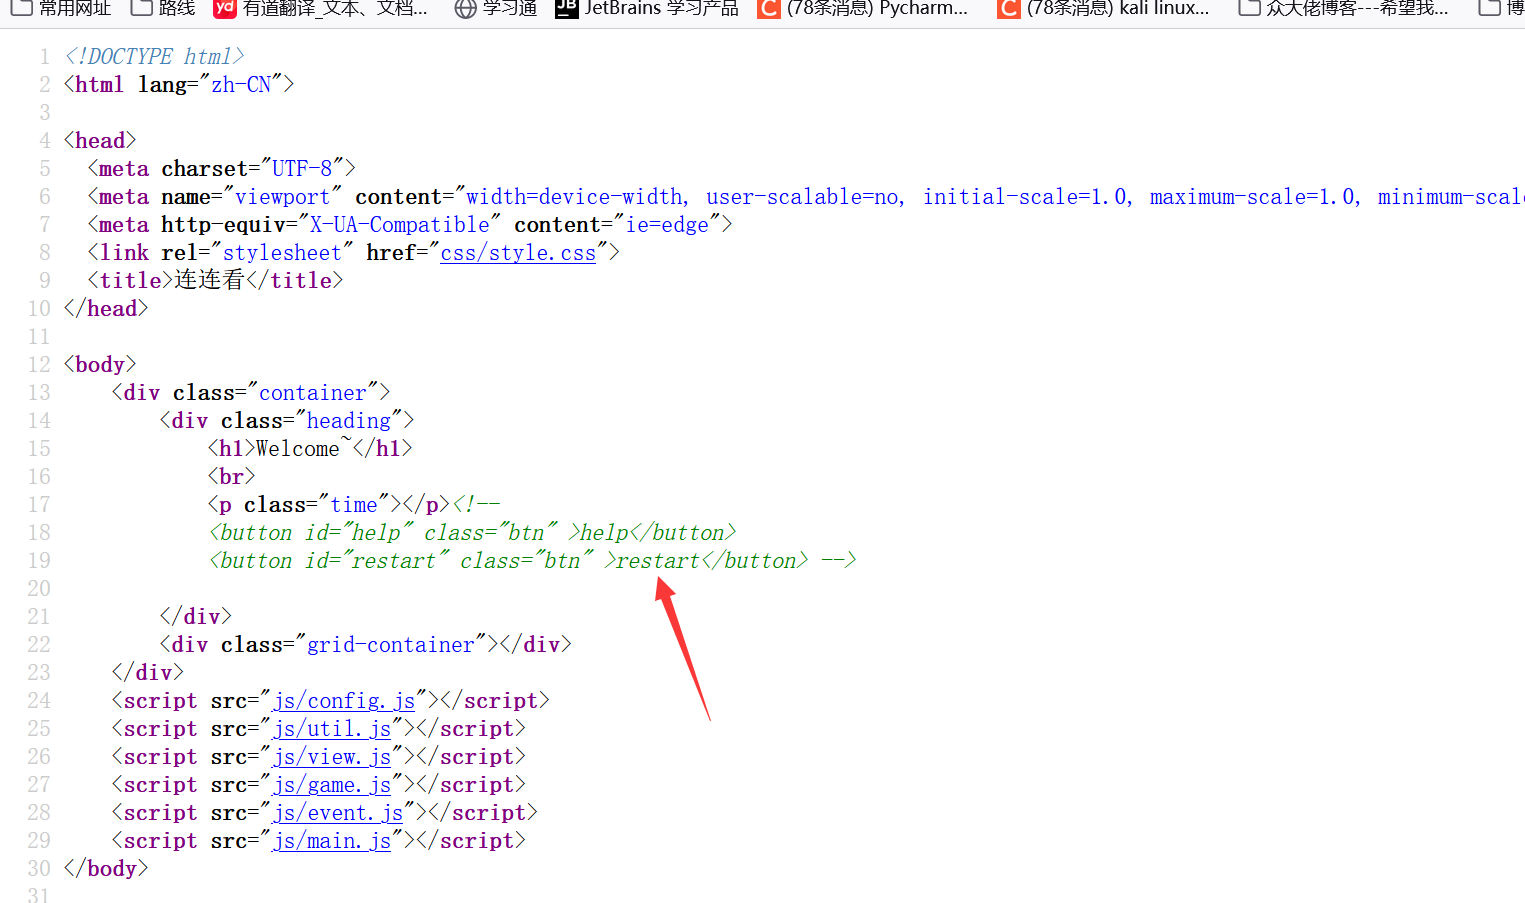 常用网址 路线 yd 有道翻译_文本、文档... 学习通 JB JetBrains 学习产品 C (78条消息) Pycharm... C (78条消息) kali linux... 众大佬博客---希望我... 博
1 <!DOCTYPE html>
2 <html lang="zh-CN">
3
4 <head>
5 <meta charset="UTF-8">
6 <meta name="viewport" content="width=device-width, user-scalable=no, initial-scale=1.0, maximum-scale=1.0, minimum-scale
7 <meta http-equiv="X-UA-Compatible" content="ie=edge">
8 <link rel="stylesheet" href="css/style.css">
9 <title>连连看</title>
10 </head>
11
12 <body>
13 <div class="container">
14 <div class="heading">
15 <h1>Welcome~</h1>
16 <br>
17 <p class="time"></p><!--
18 <button id="help" class="btn" >help</button>
19 <button id="restart" class="btn" >restart</button> -->
20
21 </div>
22 <div class="grid-container"></div>
23 </div>
24 <script src="js/config.js"></script>
25 <script src="js/util.js"></script>
26 <script src="js/view.js"></script>
27 <script src="js/game.js"></script>
28 <script src="js/event.js"></script>
29 <script src="js/main.js"></script>
30 </body>
31